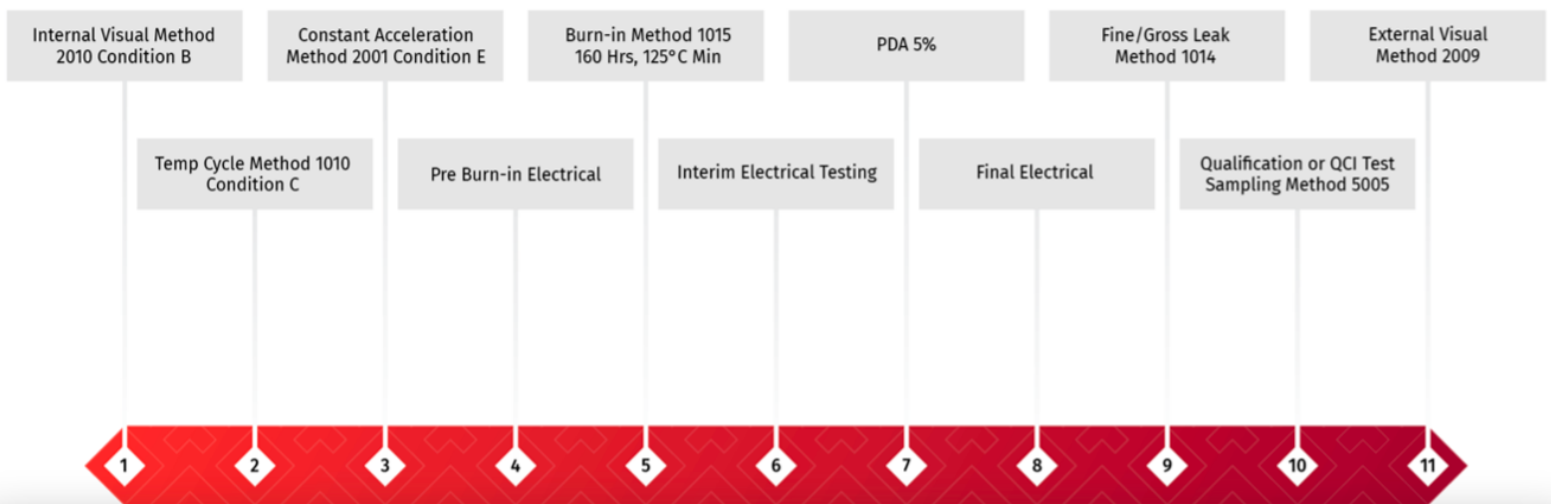 Internal Visual Method
2010 Condition B
Constant Acceleration
Method 2001 Condition E
Burn-in Method 1015
160 Hrs, 125°C Min
PDA 5%
Fine/Gross Leak
Method 1014
External Visual
Method 2009
Temp Cycle Method 1010
Condition C
Pre Burn-in Electrical
Interim Electrical Testing
Final Electrical
Qualification or QCI Test
Sampling Method 5005
1 2 3 4 5 6 7 8 9 10 11